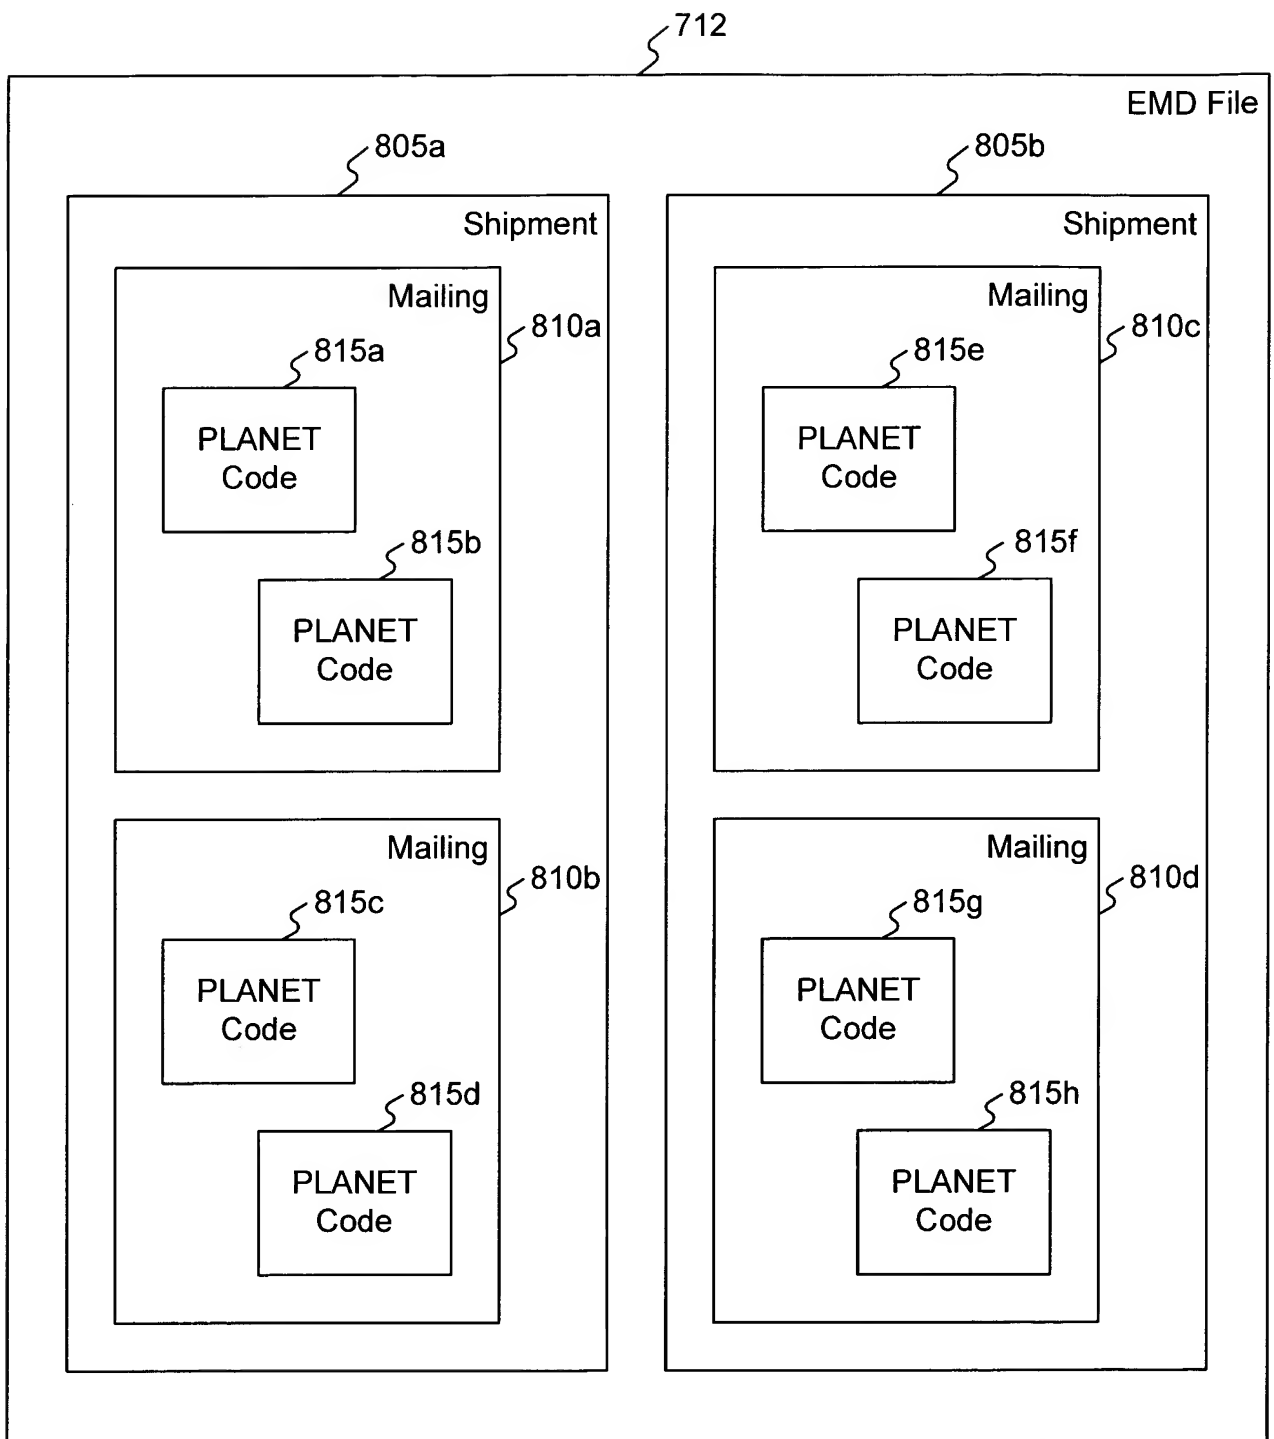 712
EMD File
805a
Shipment
Mailing
810a
815a
PLANET
Code
815b
PLANET
Code
Mailing
810b
815c
PLANET
Code
815d
PLANET
Code
805b
Shipment
Mailing
810c
815e
PLANET
Code
815f
PLANET
Code
Mailing
810d
815g
PLANET
Code
815h
PLANET
Code